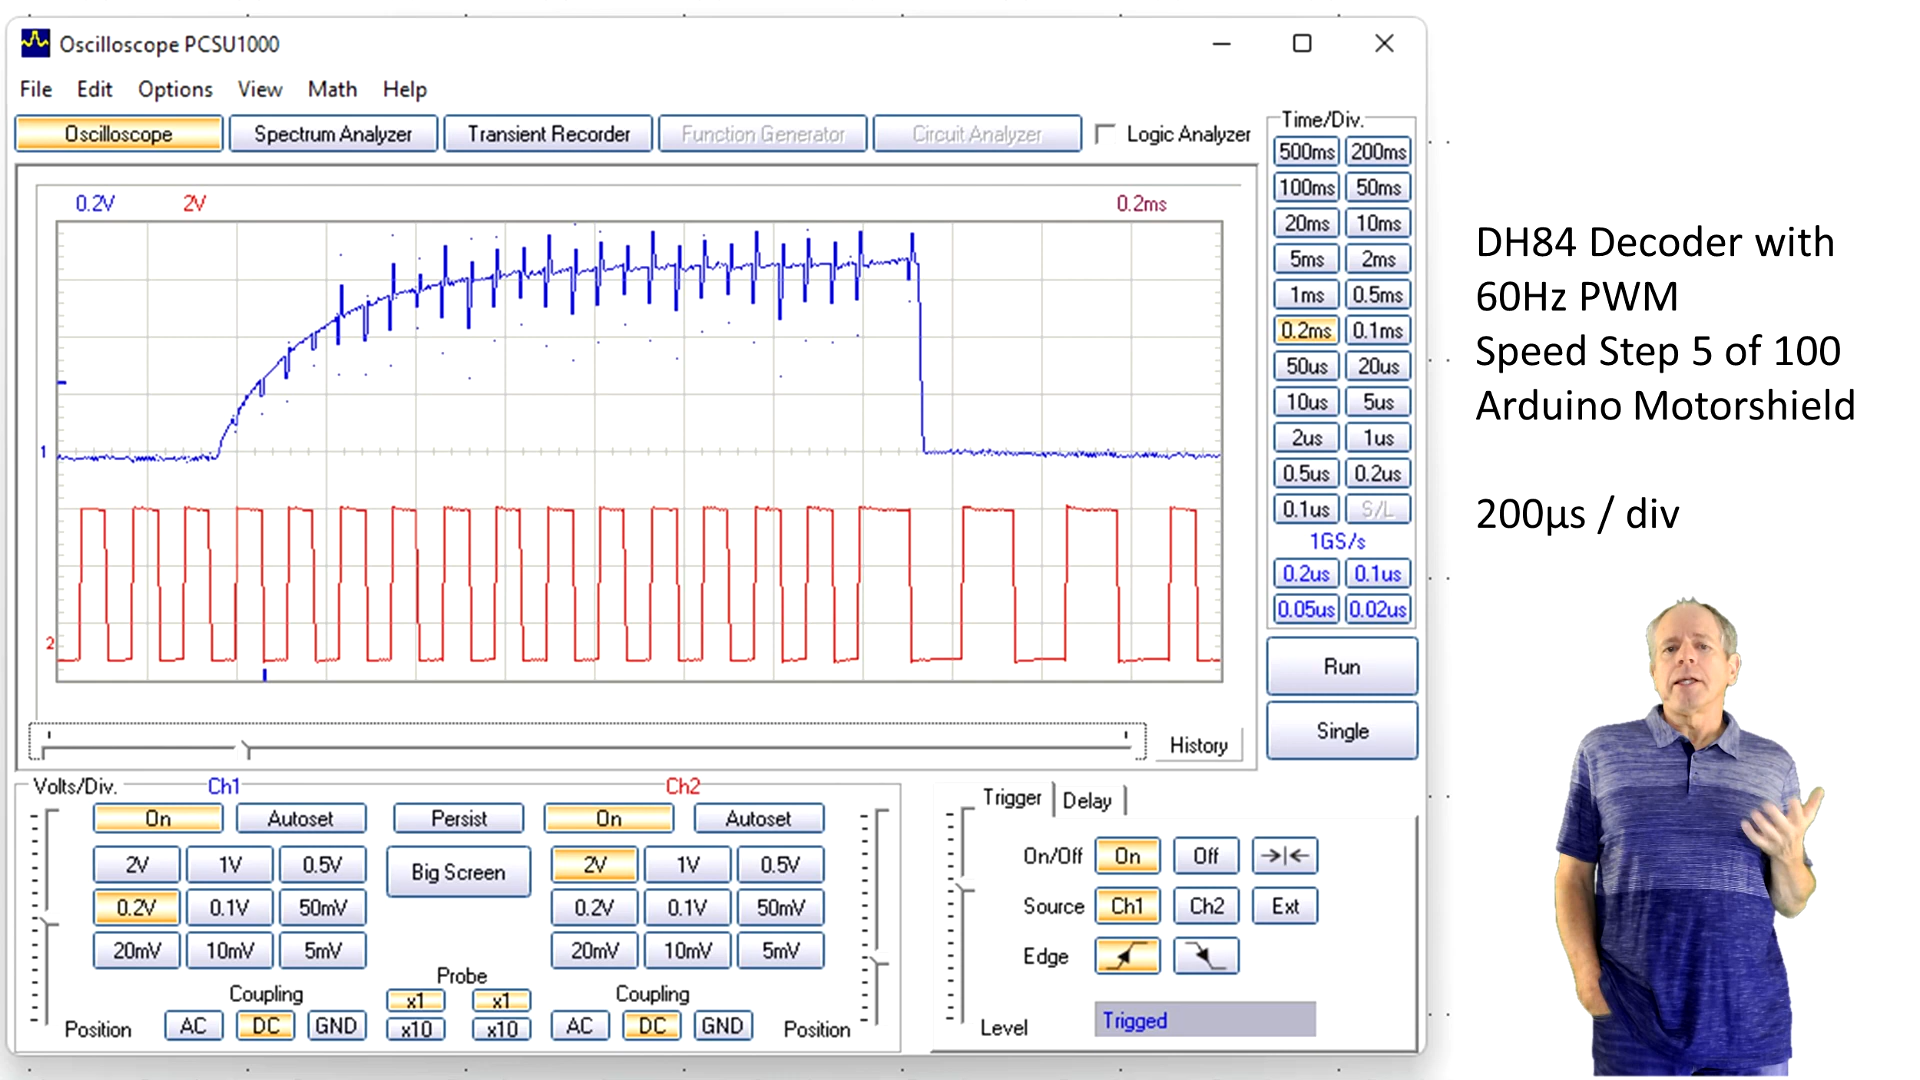 Oscilloscope PCSU1000
File Edit Options View Math Help
Oscilloscope Spectrum Analyzer Transient Recorder Function Generator Circuit Analyzer Logic Analyzer
0.2V 2V 0.2ms
1
2
Time/Div.
500ms 200ms
100ms 50ms
20ms 10ms
5ms 2ms
1ms 0.5ms
0.2ms 0.1ms
50us 20us
10us 5us
2us 1us
0.5us 0.2us
0.1us S/L
1GS/s
0.2us 0.1us
0.05us 0.02us
Run
Single
History
DH84 Decoder with
60Hz PWM
Speed Step 5 of 100
Arduino Motorshield
200µs / div
Volts/Div. Ch1 Ch2
On Autoset Persist On Autoset
2V 1V 0.5V Big Screen 2V 1V 0.5V
0.2V 0.1V 50mV 0.2V 0.1V 50mV
20mV 10mV 5mV 20mV 10mV 5mV
Coupling Probe Coupling
x1 x1
Position AC DC GND x10 x10 AC DC GND Position
Trigger Delay
On/Off On Off
Source Ch1 Ch2 Ext
Edge
Level Trigged